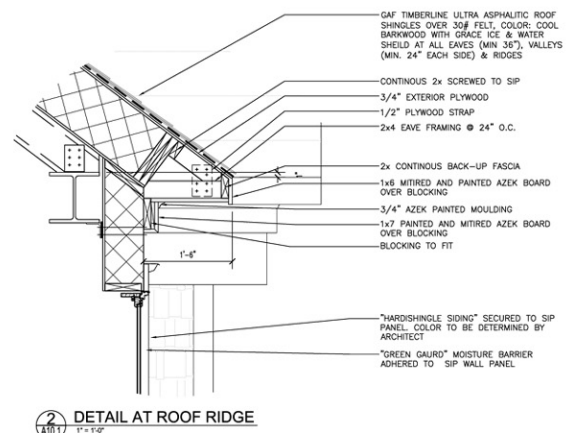 GAF TIMBERLINE ULTRA ASPHALITIC ROOF
SHINGLES OVER 30# FELT, COLOR: COOL
BARKWOOD WITH GRACE ICE & WATER
SHEILD AT ALL EAVES (MIN 36"), VALLEYS
(MIN. 24" EACH SIDE) & RIDGES
CONTINOUS 2x SCREWED TO SIP
3/4" EXTERIOR PLYWOOD
1/2" PLYWOOD STRAP
2x4 EAVE FRAMING @ 24" O.C.
2x CONTINOUS BACK-UP FASCIA
1x6 MITIRED AND PAINTED AZEK BOARD
OVER BLOCKING
3/4" AZEK PAINTED MOULDING
1x7 PAINTED AND MITIRED AZEK BOARD
OVER BLOCKING
BLOCKING TO FIT
1'-6"
"HARDISHINGLE SIDING" SECURED TO SIP
PANEL. COLOR TO BE DETERMINED BY
ARCHITECT
"GREEN GAURD" MOISTURE BARRIER
ADHERED TO SIP WALL PANEL
2 DETAIL AT ROOF RIDGE
A10.1 1" = 1'-0"